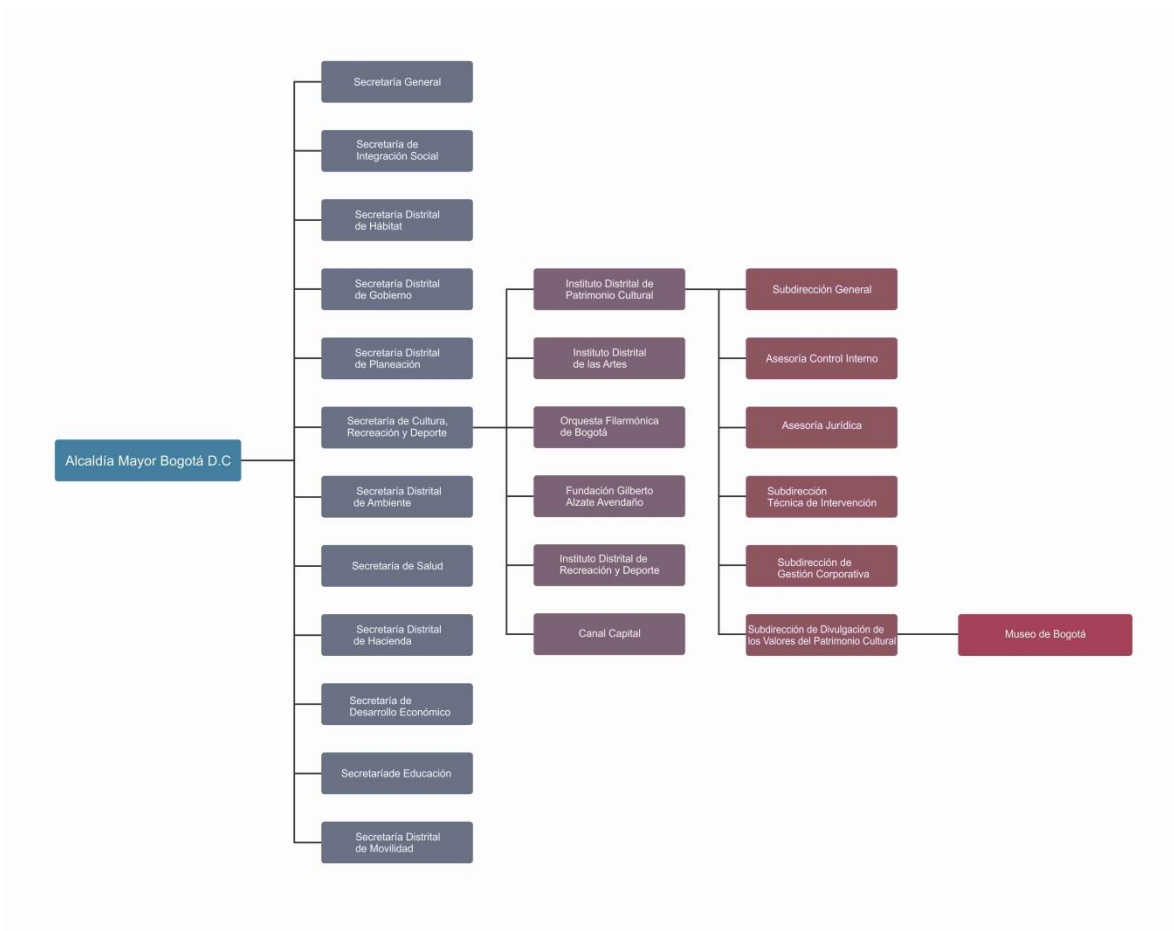 Secretaría General
Secretaría de
Integración Social
Secretaría Distrital
de Hábitat
Secretaría Distrital
de Gobierno
Secretaría Distrital
de Planeación
Secretaría de Cultura,
Recreación y Deporte
Alcaldía Mayor Bogotá D.C
Secretaría Distrital
de Ambiente
Secretaría de Salud
Secretaría Distrital
de Hacienda
Secretaría de
Desarrollo Económico
Secretaríade Educación
Secretaría Distrital
de Movilidad
Instituto Distrital de
Patrimonio Cultural
Instituto Distrital
de las Artes
Orquesta Filarmónica
de Bogotá
Fundación Gilberto
Alzate Avendaño
Instituto Distrital de
Recreación y Deporte
Canal Capital
Subdirección General
Asesoría Control Interno
Asesoría Jurídica
Subdirección
Técnica de Intervención
Subdirección de
Gestión Corporativa
Subdirección de Divulgación de
los Valores del Patrimonio Cultural
Museo de Bogotá